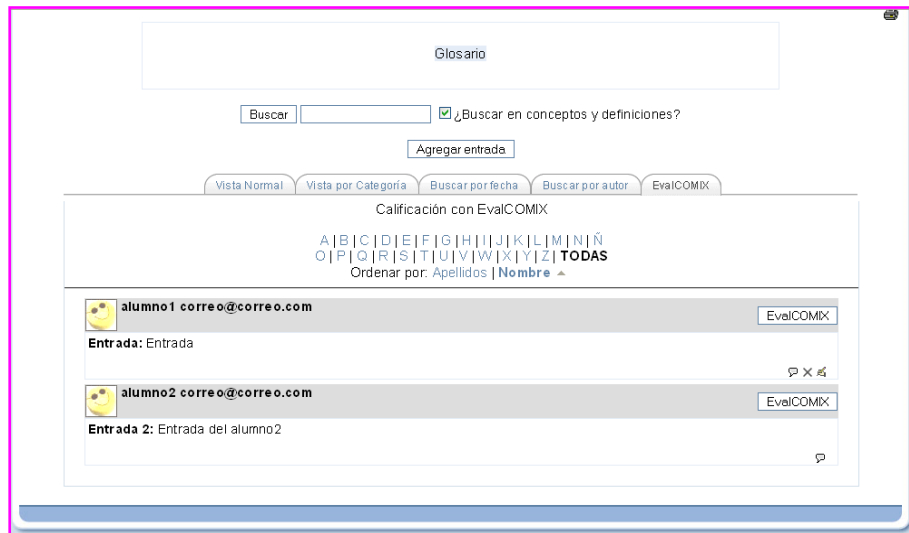 Glosario
Buscar ¿Buscar en conceptos y definiciones?
Agregar entrada
Vista Normal Vista por Categoría Buscar por fecha Buscar por autor EvalCOMIX
Calificación con EvalCOMIX
A | B | C | D | E | F | G | H | I | J | K | L | M | N | Ñ
O | P | Q | R | S | T | U | V | W | X | Y | Z | TODAS
Ordenar por: Apellidos | Nombre
alumno1 correo@correo.com
EvalCOMIX
Entrada: Entrada
alumno2 correo@correo.com
EvalCOMIX
Entrada 2: Entrada del alumno2